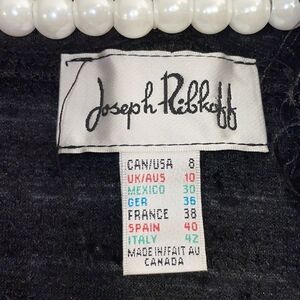 Joseph Ribkoff
CAN/USA 8
UK/AUS 10
MEXICO 30
GER 36
FRANCE 38
SPAIN 40
ITALY 42
MADE IN/FAIT AU
CANADA